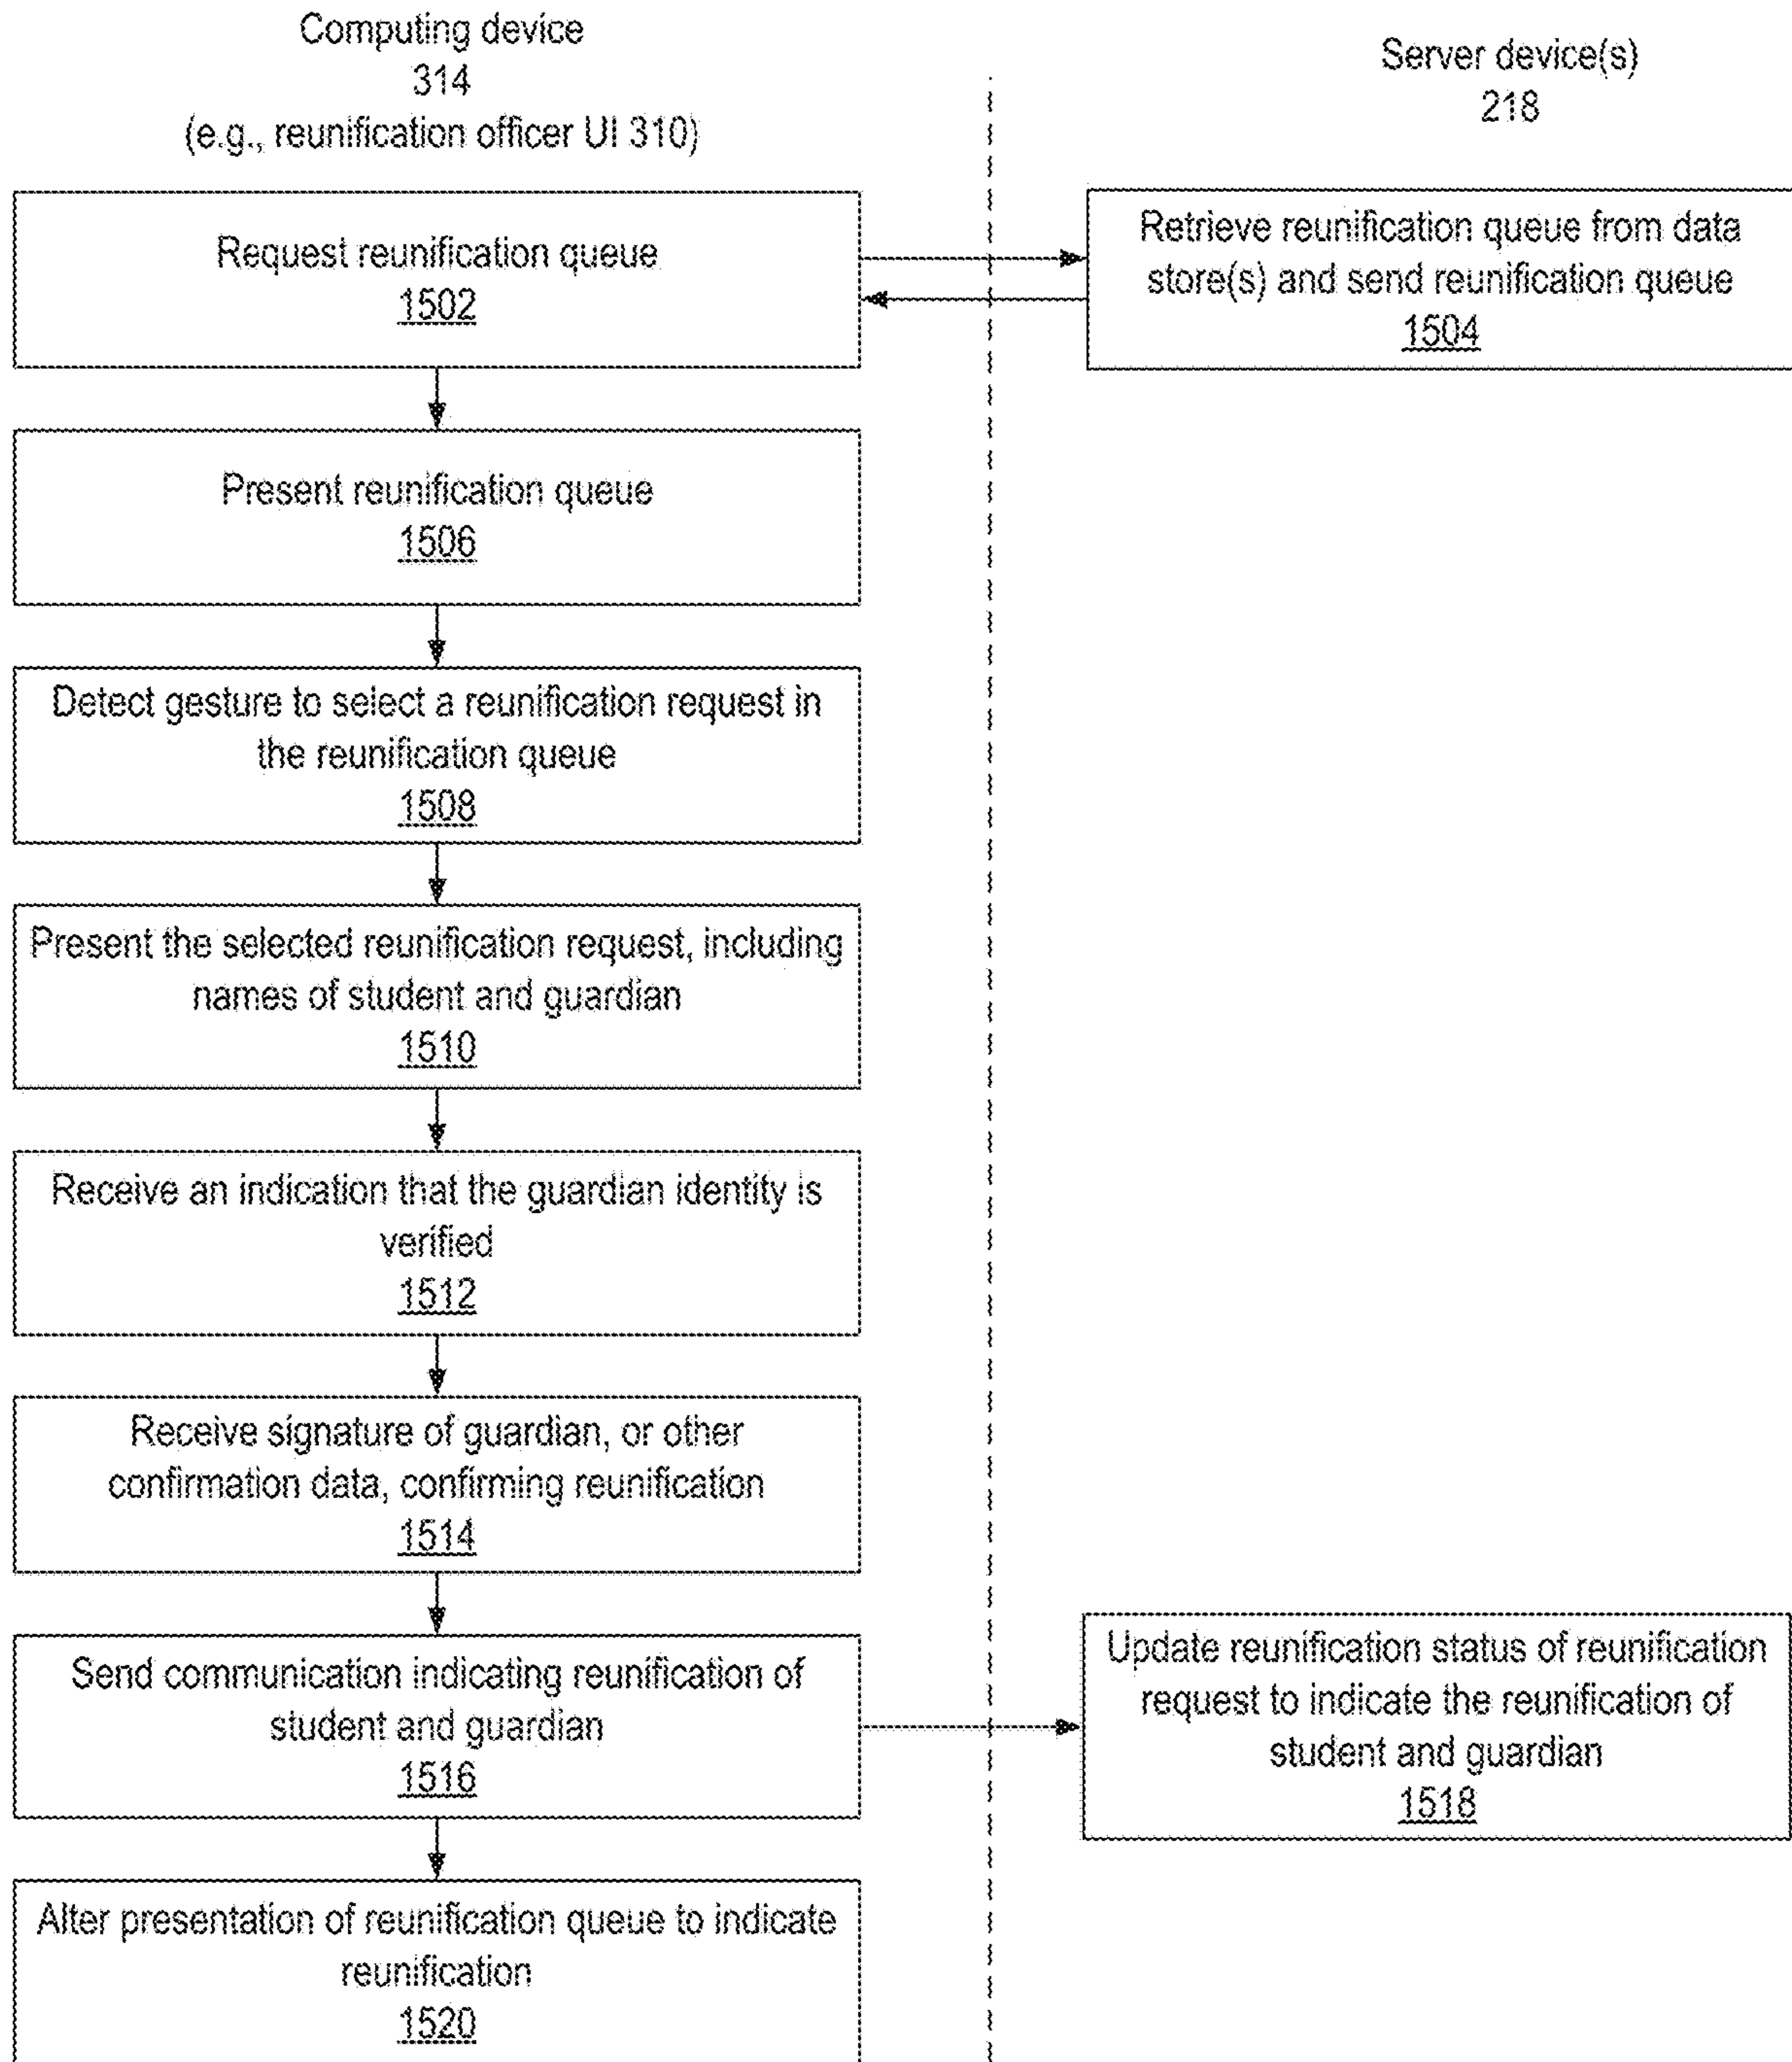 Computing device
314
(e.g., reunification officer UI 310)
Server device(s)
218
Request reunification queue
1502
Retrieve reunification queue from data
store(s) and send reunification queue
1504
Present reunification queue
1506
Detect gesture to select a reunification request in
the reunification queue
1508
Present the selected reunification request, including
names of student and guardian
1510
Receive an indication that the guardian identity is
verified
1512
Receive signature of guardian, or other
confirmation data, confirming reunification
1514
Send communication indicating reunification of
student and guardian
1516
Update reunification status of reunification
request to indicate the reunification of
student and guardian
1518
Alter presentation of reunification queue to indicate
reunification
1520